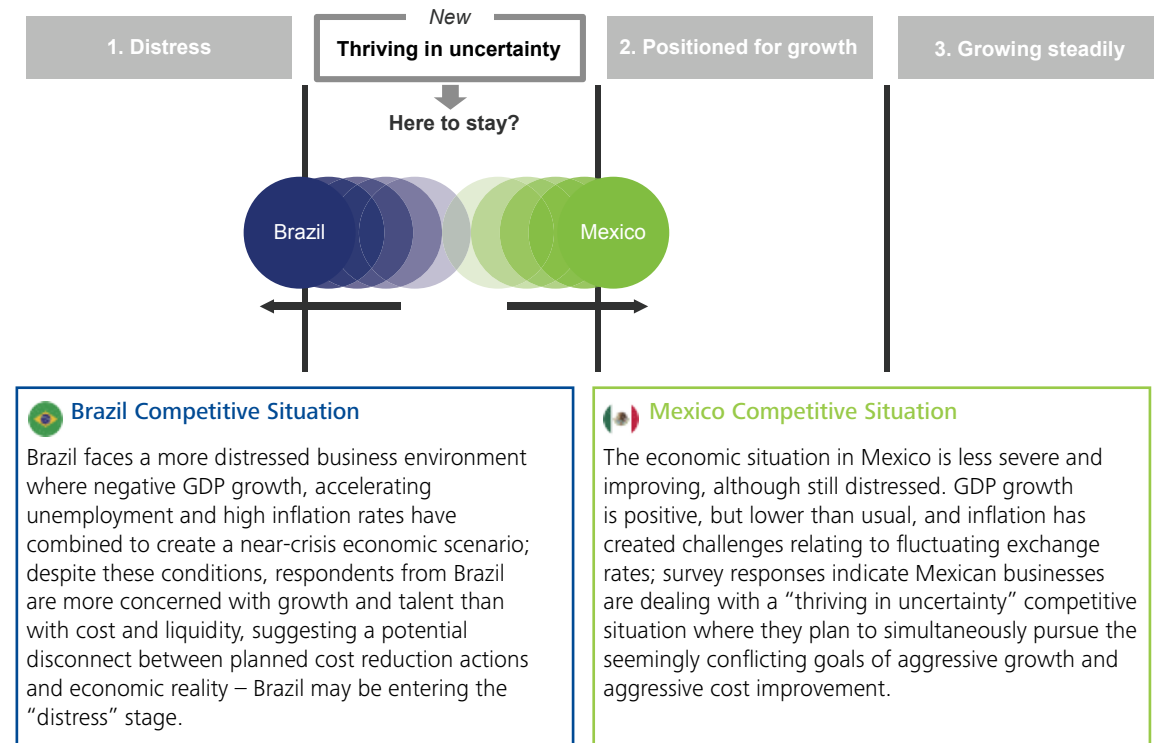 New
1. Distress
Thriving in uncertainty
2. Positioned for growth
3. Growing steadily
Here to stay?
Brazil
Mexico
Brazil Competitive Situation
Brazil faces a more distressed business environment
where negative GDP growth, accelerating
unemployment and high inflation rates have
combined to create a near-crisis economic scenario;
despite these conditions, respondents from Brazil
are more concerned with growth and talent than
with cost and liquidity, suggesting a potential
disconnect between planned cost reduction actions
and economic reality – Brazil may be entering the
“distress” stage.
Mexico Competitive Situation
The economic situation in Mexico is less severe and
improving, although still distressed. GDP growth
is positive, but lower than usual, and inflation has
created challenges relating to fluctuating exchange
rates; survey responses indicate Mexican businesses
are dealing with a “thriving in uncertainty” competitive
situation where they plan to simultaneously pursue the
seemingly conflicting goals of aggressive growth and
aggressive cost improvement.